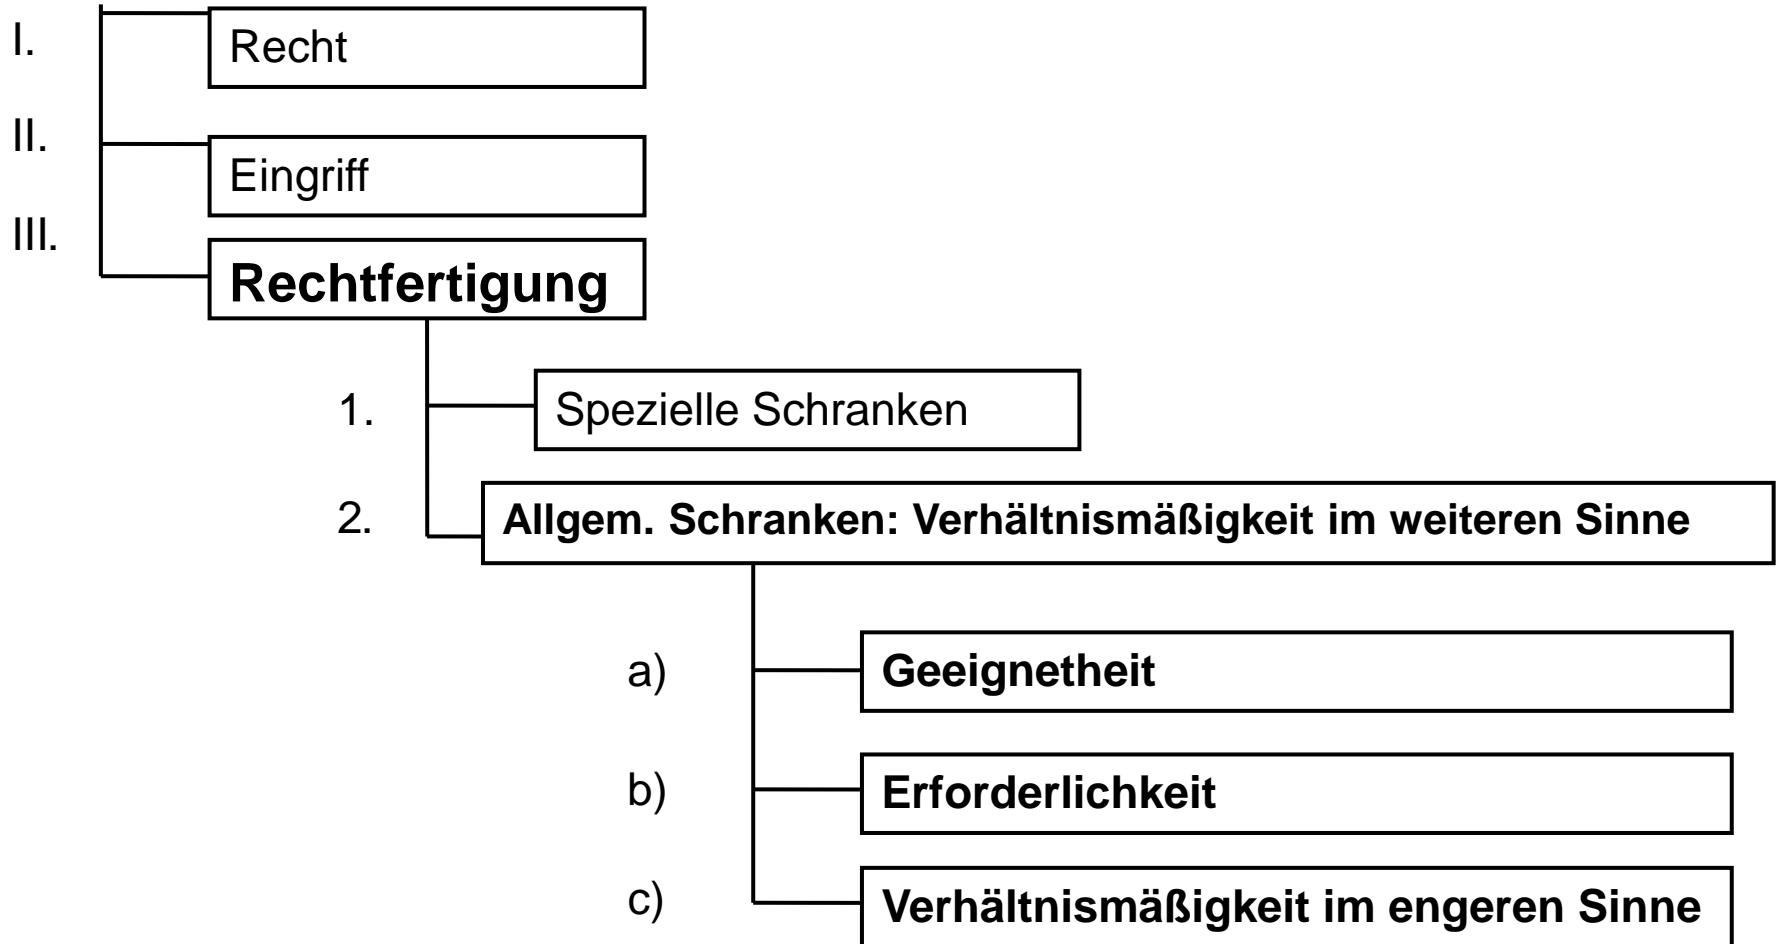 I. Recht
II. Eingriff
III. Rechtfertigung
1. Spezielle Schranken
2. Allgem. Schranken: Verhältnismäßigkeit im weiteren Sinne
a) Geeignetheit
b) Erforderlichkeit
c) Verhältnismäßigkeit im engeren Sinne